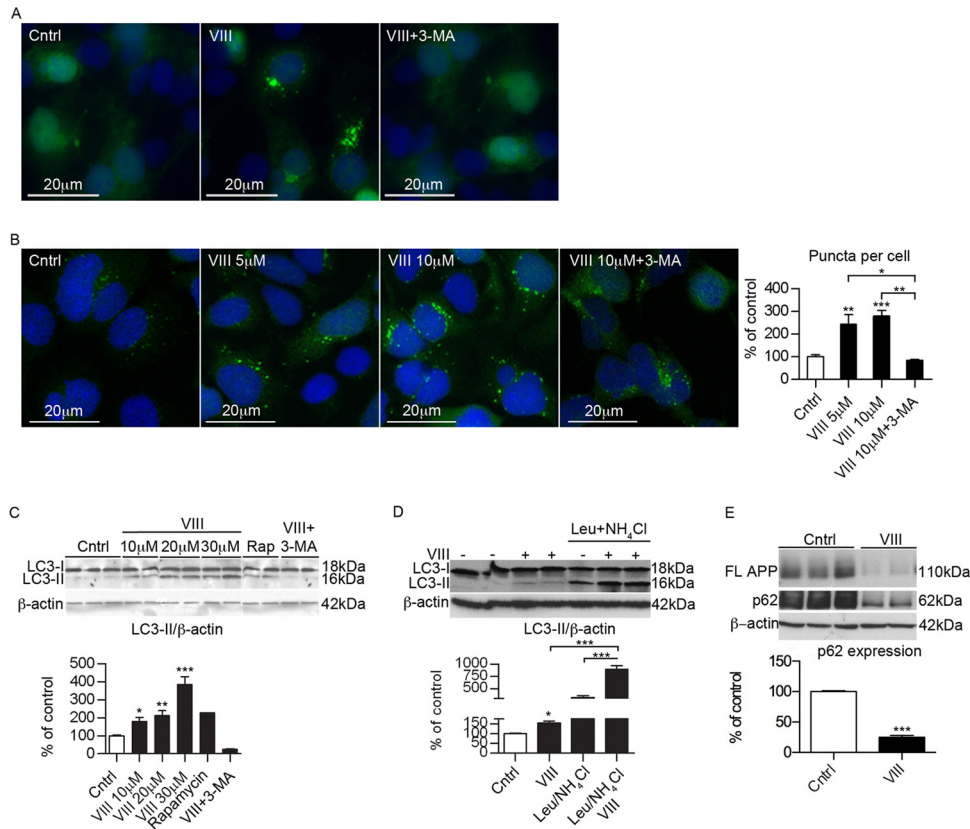 A
Cntrl
VIII
VIII+3-MA
20μm
20μm
20μm
B
Cntrl
VIII 5μM
VIII 10μM
VIII 10μM+3-MA
20μm
20μm
20μm
20μm
Puncta per cell
% of control
400
300
200
100
0
*
**
**
***
Cntrl
VIII 5μM
VIII 10μM
VIII 10μM+3-MA
C
VIII
VIII+
3-MA
Cntrl
10μM
20μM
30μM
Rap
LC3-I
LC3-II
18kDa
16kDa
β-actin
42kDa
LC3-II/β-actin
% of control
500
400
300
200
100
0
*
**
***
Cntrl
VIII 10μM
VIII 20μM
VIII 30μM
Rapamycin
VIII+3-MA
D
Leu+NH₄Cl
VIII
- - + + - + +
LC3-I
LC3-II
18kDa
16kDa
β-actin
42kDa
LC3-II/β-actin
% of control
1000
750
500
150
100
50
0
***
***
*
Cntrl
VIII
Leu/NH₄Cl
Leu/NH₄Cl
VIII
E
Cntrl
VIII
FL APP
110kDa
p62
62kDa
β-actin
42kDa
p62 expression
% of control
150
100
50
0
***
Cntrl
VIII